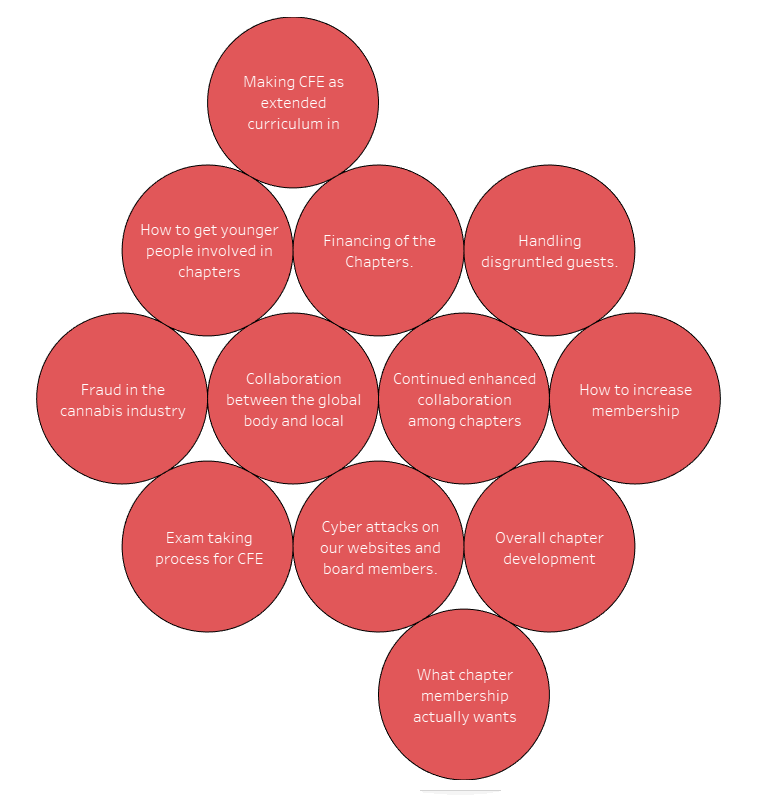 Making CFE as
extended
curriculum in
How to get younger
people involved in
chapters
Financing of the
Chapters.
Handling
disgruntled guests.
Fraud in the
cannabis industry
Collaboration
between the global
body and local
Continued enhanced
collaboration
among chapters
How to increase
membership
Exam taking
process for CFE
Cyber attacks on
our websites and
board members.
Overall chapter
development
What chapter
membership
actually wants